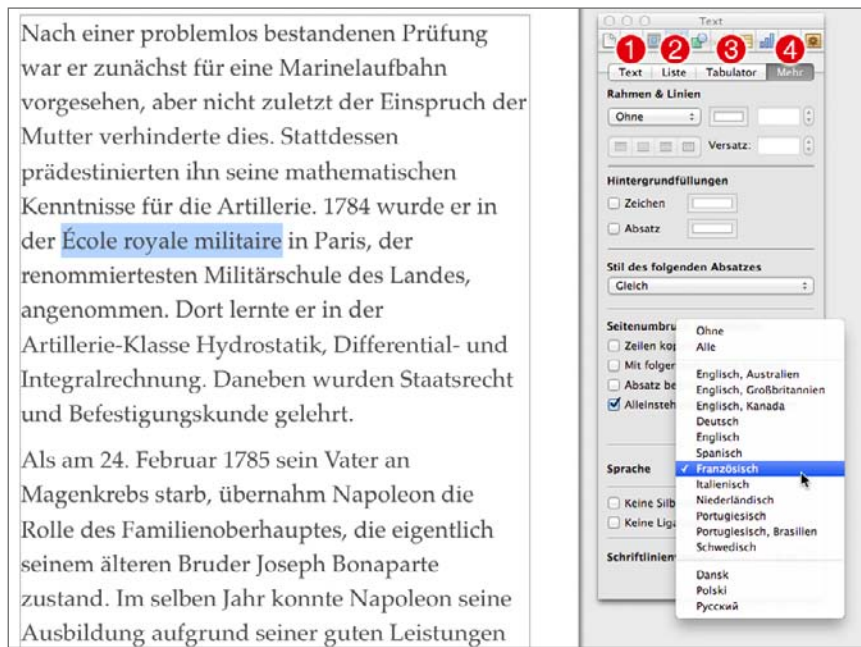 Nach einer problemlos bestandenen Prüfung
war er zunächst für eine Marinelaufbahn
vorgesehen, aber nicht zuletzt der Einspruch der
Mutter verhinderte dies. Stattdessen
prädestinierten ihn seine mathematischen
Kenntnisse für die Artillerie. 1784 wurde er in
der École royale militaire in Paris, der
renommiertesten Militärschule des Landes,
angenommen. Dort lernte er in der
Artillerie-Klasse Hydrostatik, Differential- und
Integralrechnung. Daneben wurden Staatsrecht
und Befestigungskunde gelehrt.
Als am 24. Februar 1785 sein Vater an
Magenkrebs starb, übernahm Napoleon die
Rolle des Familienoberhauptes, die eigentlich
seinem älteren Bruder Joseph Bonaparte
zustand. Im selben Jahr konnte Napoleon seine
Ausbildung aufgrund seiner guten Leistungen
Text
1 2 3 4
Text Liste Tabulator Mehr
Rahmen & Linien
Ohne
Versatz:
Hintergrundfüllungen
Zeichen
Absatz
Stil des folgenden Absatzes
Gleich
Seitenumbru
Zeilen kop
Mit folger
Absatz be
Alleinsteh
Sprache
Keine Silb
Keine Liga
Schriftlinien
Ohne
Alle
Englisch, Australien
Englisch, Großbritannien
Englisch, Kanada
Deutsch
Englisch
Spanisch
✓ Französisch
Italienisch
Niederländisch
Portugiesisch
Portugiesisch, Brasilien
Schwedisch
Dansk
Polski
Русский